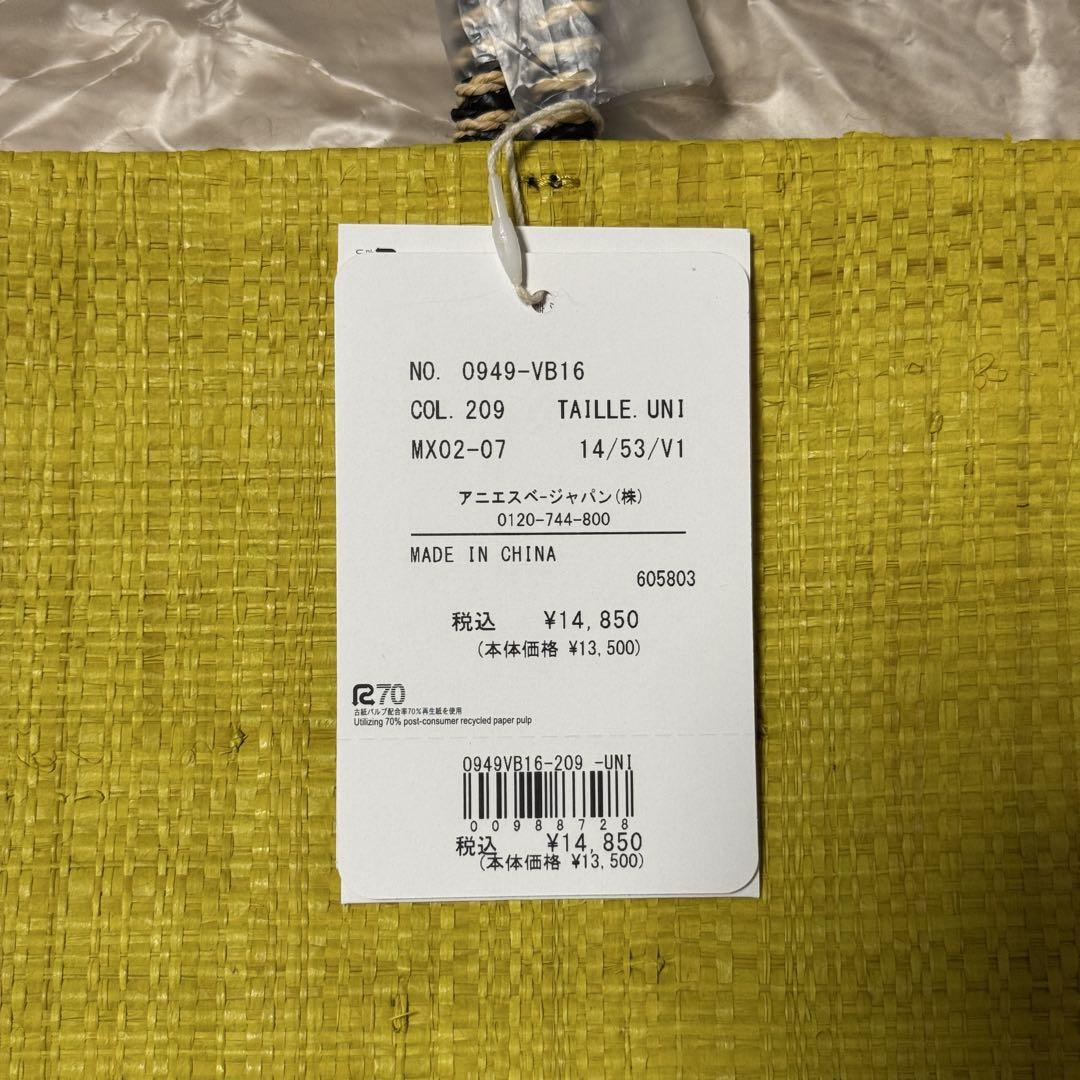 NO. 0949-VB16
COL. 209 TAILLE. UNI
MX02-07 14/53/V1
アニエスベージャパン(株)
0120-744-800
MADE IN CHINA
605803
税込 ¥14,850
(本体価格 ¥13,500)
R70
古紙パルプ配合率70%再生紙を使用
Utilizing 70% post-consumer recycled paper pulp
0949VB16-209 -UNI
00988728
税込 ¥14,850
(本体価格 ¥13,500)